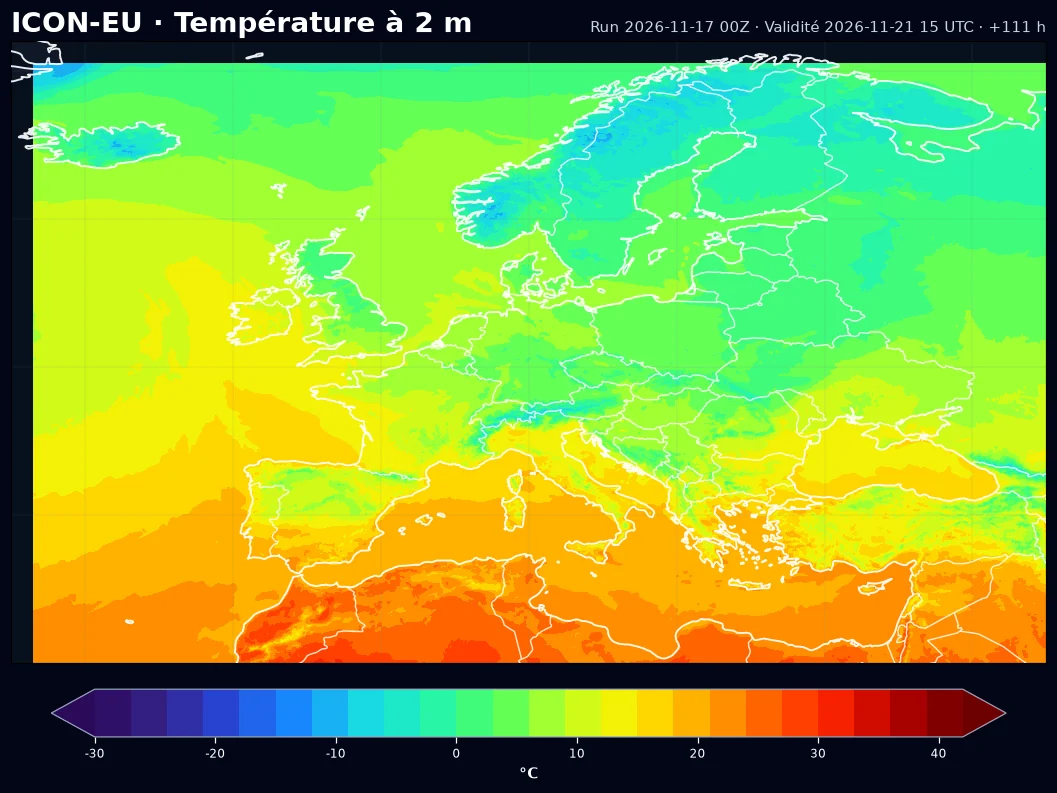 ICON-EU · Température à 2 m
Run 2026-11-17 00Z · Validité 2026-11-21 15 UTC · +111 h
-30 -20 -10 0 10 20 30 40
°C